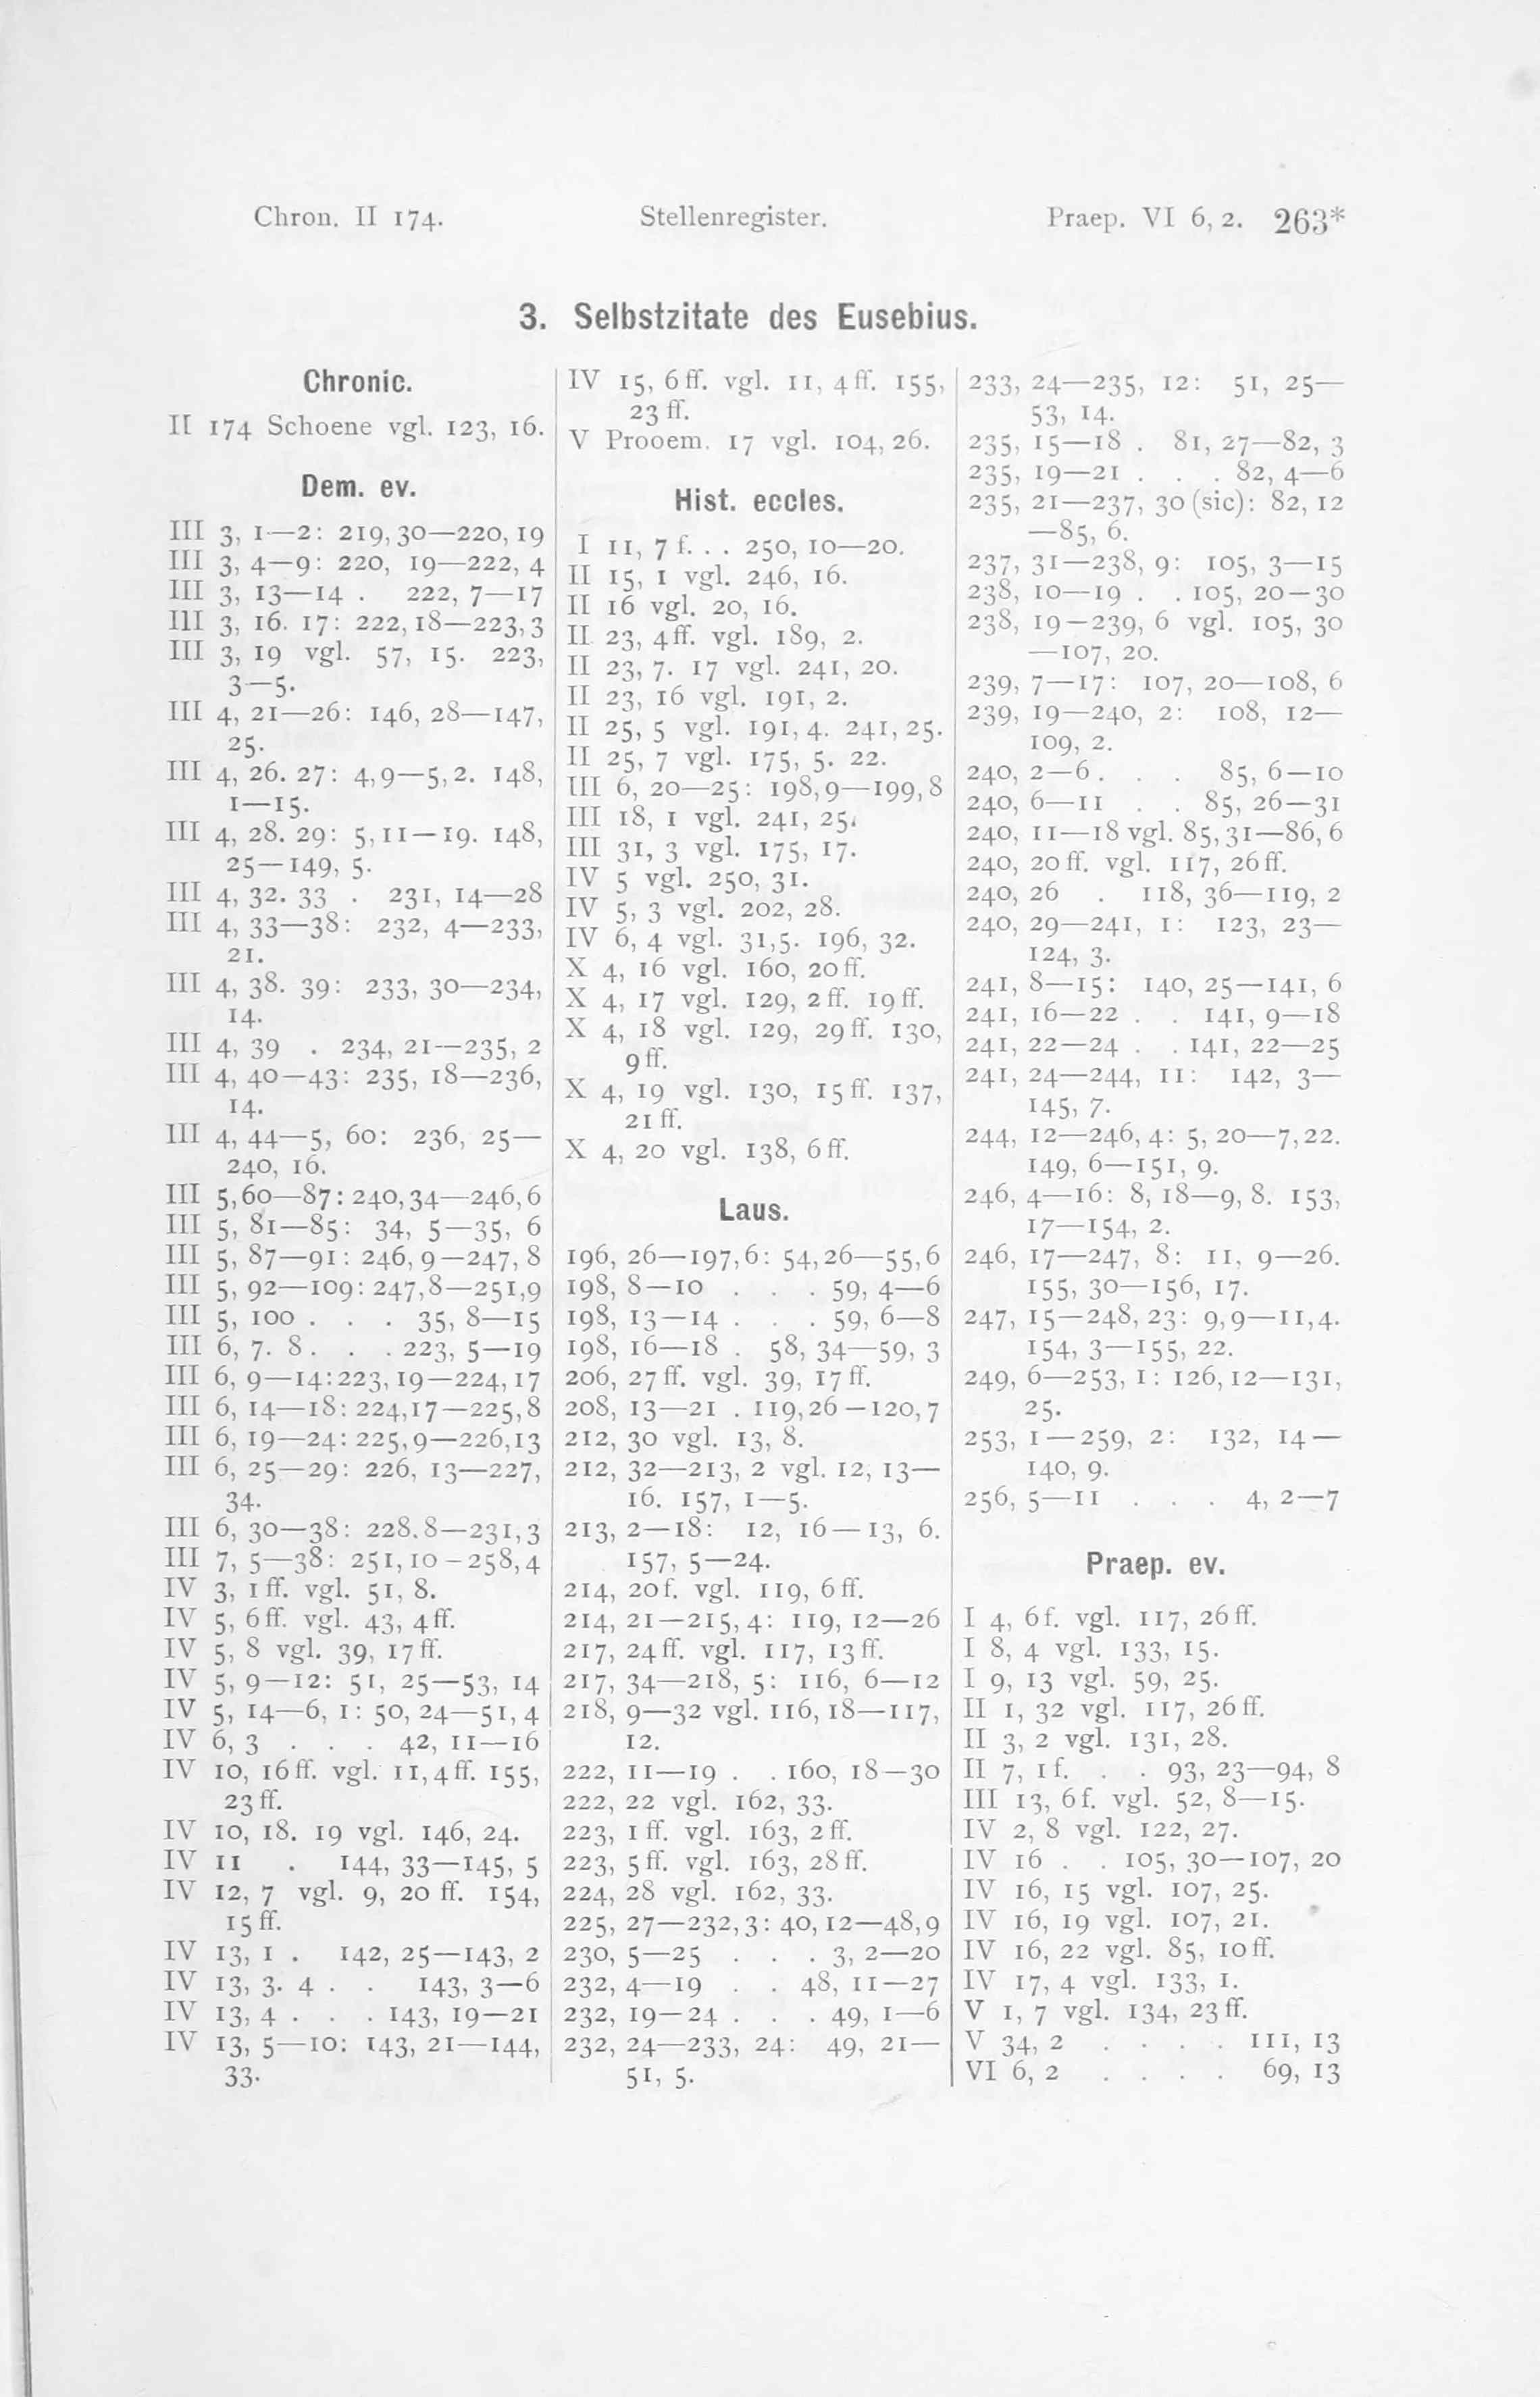 Chron. II 174. Stellenregister. Praep. VI 6, 2. 263*
3. Selbstzitate des Eusebius.
Chronic.
II 174 Schoene vgl. 123, 16.
Dem. ev.
III 3, 1—2: 219, 30—220, 19
III 3, 4—9: 220, 19—222, 4
III 3, 13—14 . 222, 7—17
III 3, 16. 17: 222, 18—223, 3
III 3, 19 vgl. 57, 15. 223,
3—5.
III 4, 21—26: 146, 28—147,
25.
III 4, 26. 27: 4, 9—5, 2. 148,
1—15.
III 4, 28. 29: 5, 11—19. 148,
25—149, 5.
III 4, 32. 33 . 231, 14—28
III 4, 33—38: 232, 4—233,
21.
III 4, 38. 39: 233, 30—234,
14.
III 4, 39 . 234, 21—235, 2
III 4, 40—43: 235, 18—236,
14.
III 4, 44—5, 60: 236, 25—
240, 16.
III 5, 60—87: 240, 34—246, 6
III 5, 81—85: 34, 5—35, 6
III 5, 87—91: 246, 9—247, 8
III 5, 92—109: 247, 8—251, 9
III 5, 100 . . . 35, 8—15
III 6, 7. 8 . . . 223, 5—19
III 6, 9—14: 223, 19—224, 17
III 6, 14—18: 224, 17—225, 8
III 6, 19—24: 225, 9—226, 13
III 6, 25—29: 226, 13—227,
34.
III 6, 30—38: 228. 8—231, 3
III 7, 5—38: 251, 10—258, 4
IV 3, 1 ff. vgl. 51, 8.
IV 5, 6 ff. vgl. 43, 4 ff.
IV 5, 8 vgl. 39, 17 ff.
IV 5, 9—12: 51, 25—53, 14
IV 5, 14—6, 1: 50, 24—51, 4
IV 6, 3 . . . 42, 11—16
IV 10, 16 ff. vgl. 11, 4 ff. 155,
23 ff.
IV 10, 18. 19 vgl. 146, 24.
IV 11 . 144, 33—145, 5
IV 12, 7 vgl. 9, 20 ff. 154,
15 ff.
IV 13, 1 . 142, 25—143, 2
IV 13, 3. 4 . . 143, 3—6
IV 13, 4 . . . 143, 19—21
IV 13, 5—10: 143, 21—144,
33.
IV 15, 6 ff. vgl. 11, 4 ff. 155,
23 ff.
V Prooem. 17 vgl. 104, 26.
Hist. eccles.
I 11, 7 f. . . 250, 10—20.
II 15, 1 vgl. 246, 16.
II 16 vgl. 20, 16.
II 23, 4 ff. vgl. 189, 2.
II 23, 7. 17 vgl. 241, 20.
II 23, 16 vgl. 191, 2.
II 25, 5 vgl. 191, 4. 241, 25.
II 25, 7 vgl. 175, 5. 22.
III 6, 20—25: 198, 9—199, 8
III 18, 1 vgl. 241, 25.
III 31, 3 vgl. 175, 17.
IV 5 vgl. 250, 31.
IV 5, 3 vgl. 202, 28.
IV 6, 4 vgl. 31, 5. 196, 32.
X 4, 16 vgl. 160, 20 ff.
X 4, 17 vgl. 129, 2 ff. 19 ff.
X 4, 18 vgl. 129, 29 ff. 130,
9 ff.
X 4, 19 vgl. 130, 15 ff. 137,
21 ff.
X 4, 20 vgl. 138, 6 ff.
Laus.
196, 26—197, 6: 54, 26—55, 6
198, 8—10 . . . 59, 4—6
198, 13—14 . . . 59, 6—8
198, 16—18 . 58, 34—59, 3
206, 27 ff. vgl. 39, 17 ff.
208, 13—21 . 119, 26—120, 7
212, 30 vgl. 13, 8.
212, 32—213, 2 vgl. 12, 13—
16. 157, 1—5.
213, 2—18: 12, 16—13, 6.
157, 5—24.
214, 20 f. vgl. 119, 6 ff.
214, 21—215, 4: 119, 12—26
217, 24 ff. vgl. 117, 13 ff.
217, 34—218, 5: 116, 6—12
218, 9—32 vgl. 116, 18—117,
12.
222, 11—19 . . 160, 18—30
222, 22 vgl. 162, 33.
223, 1 ff. vgl. 163, 2 ff.
223, 5 ff. vgl. 163, 28 ff.
224, 28 vgl. 162, 33.
225, 27—232, 3: 40, 12—48, 9
230, 5—25 . . . 3, 2—20
232, 4—19 . . 48, 11—27
232, 19—24 . . . 49, 1—6
232, 24—233, 24: 49, 21—
51, 5.
233, 24—235, 12: 51, 25—
53, 14.
235, 15—18 . 81, 27—82, 3
235, 19—21 . . . 82, 4—6
235, 21—237, 30 (sic): 82, 12
—85, 6.
237, 31—238, 9: 105, 3—15
238, 10—19 . . 105, 20—30
238, 19—239, 6 vgl. 105, 30
—107, 20.
239, 7—17: 107, 20—108, 6
239, 19—240, 2: 108, 12—
109, 2.
240, 2—6 . . . 85, 6—10
240, 6—11 . . 85, 26—31
240, 11—18 vgl. 85, 31—86, 6
240, 20 ff. vgl. 117, 26 ff.
240, 26 . 118, 36—119, 2
240, 29—241, 1: 123, 23—
124, 3.
241, 8—15: 140, 25—141, 6
241, 16—22 . . 141, 9—18
241, 22—24 . . 141, 22—25
241, 24—244, 11: 142, 3—
145, 7.
244, 12—246, 4: 5, 20—7, 22.
149, 6—151, 9.
246, 4—16: 8, 18—9, 8. 153,
17—154, 2.
246, 17—247, 8: 11, 9—26.
155, 30—156, 17.
247, 15—248, 23: 9, 9—11, 4.
154, 3—155, 22.
249, 6—253, 1: 126, 12—131,
25.
253, 1—259, 2: 132, 14—
140, 9.
256, 5—11 . . . 4, 2—7
Praep. ev.
I 4, 6 f. vgl. 117, 26 ff.
I 8, 4 vgl. 133, 15.
I 9, 13 vgl. 59, 25.
II 1, 32 vgl. 117, 26 ff.
II 3, 2 vgl. 131, 28.
II 7, 1 f. . . 93, 23—94, 8
III 13, 6 f. vgl. 52, 8—15.
IV 2, 8 vgl. 122, 27.
IV 16 . . 105, 30—107, 20
IV 16, 15 vgl. 107, 25.
IV 16, 19 vgl. 107, 21.
IV 16, 22 vgl. 85, 10 ff.
IV 17, 4 vgl. 133, 1.
V 1, 7 vgl. 134, 23 ff.
V 34, 2 . . . . 111, 13
VI 6, 2 . . . . 69, 13